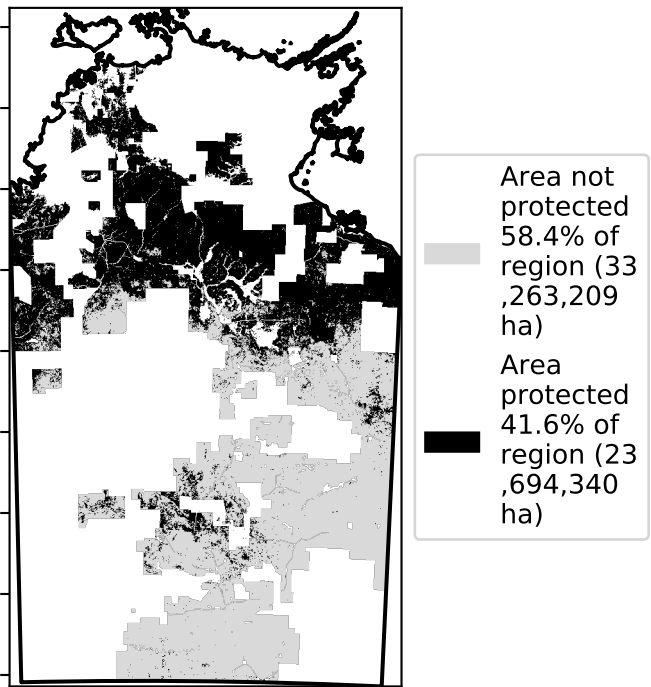 Area not
protected
58.4% of
region (33
,263,209
ha)
Area
protected
41.6% of
region (23
,694,340
ha)